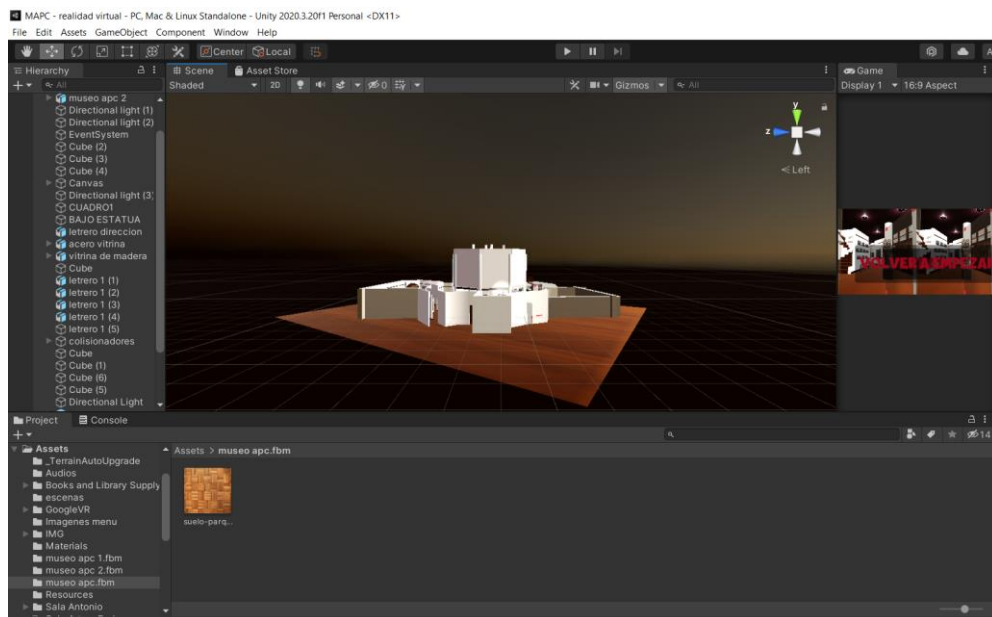 MAPC - realidad virtual - PC, Mac & Linux Standalone - Unity 2020.3.20f1 Personal <DX11>
File Edit Assets GameObject Component Window Help
Center Local
Hierarchy
All
museo apc 2
Directional light (1)
Directional light (2)
EventSystem
Cube (2)
Cube (3)
Cube (4)
Canvas
Directional light (3)
CUADRO1
BAJO ESTATUA
letrero direccion
acero vitrina
vitrina de madera
Cube
letrero 1 (1)
letrero 1 (2)
letrero 1 (3)
letrero 1 (4)
letrero 1 (5)
colisionadores
Cube
Cube (1)
Cube (6)
Cube (5)
Directional Light
Scene Asset Store
Shaded 2D 0 Gizmos All
y
z
Left
Game
Display 1 16:9 Aspect
VOLVER A EMPEZAR
Project Console
14
Assets
_TerrainAutoUpgrade
Audios
Books and Library Supply
escenas
GoogleVR
Imagenes menu
IMG
Materials
museo apc 1.fbm
museo apc 2.fbm
museo apc.fbm
Resources
Sala Antonio
Assets > museo apc.fbm
suelo-parq...